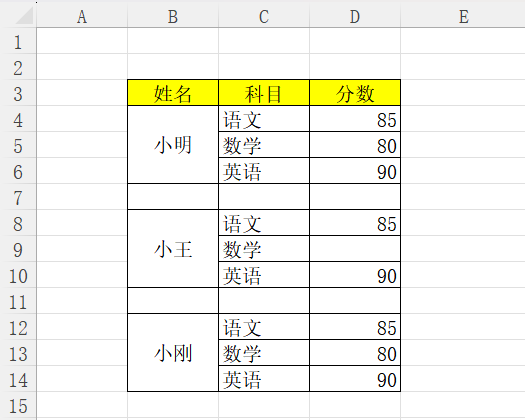 A B C D E
1
2
3 姓名 科目 分数
4 语文 85
5 小明 数学 80
6 英语 90
7
8 语文 85
9 小王 数学
10 英语 90
11
12 语文 85
13 小刚 数学 80
14 英语 90
15